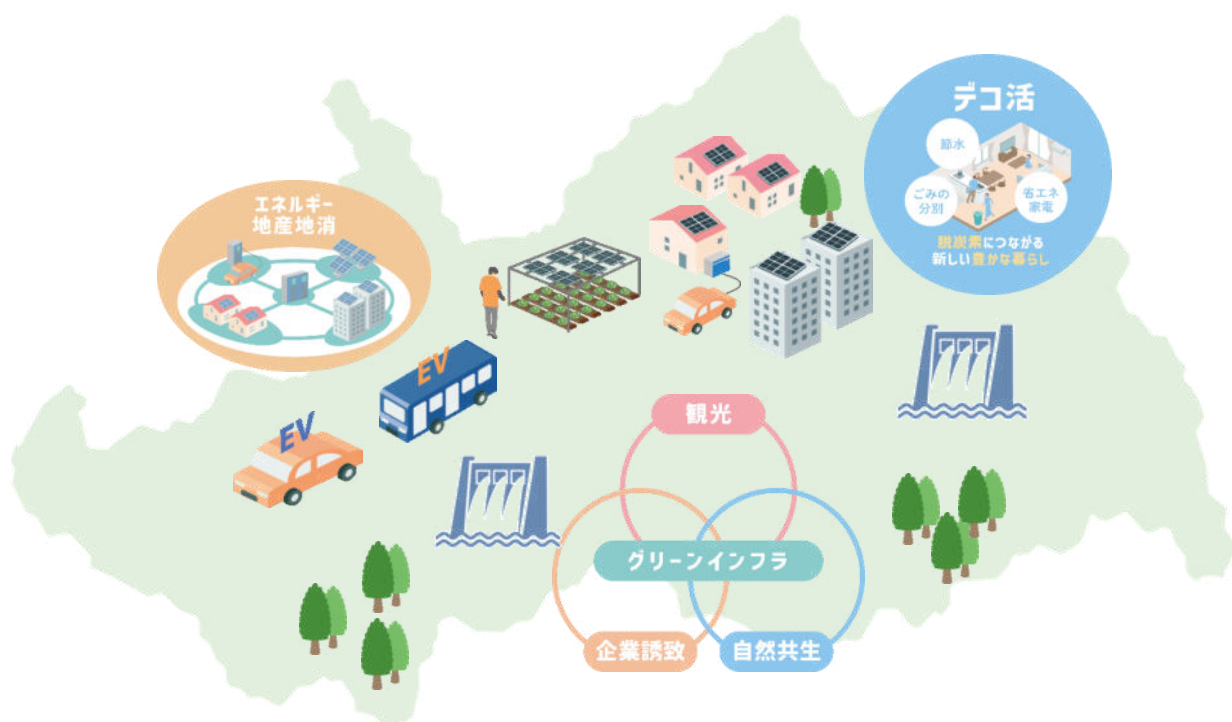 デコ活
節水
ごみの
分別
省エネ
家電
脱炭素につながる
新しい豊かな暮らし
エネルギー
地産地消
EV
EV
観光
グリーンインフラ
企業誘致
自然共生